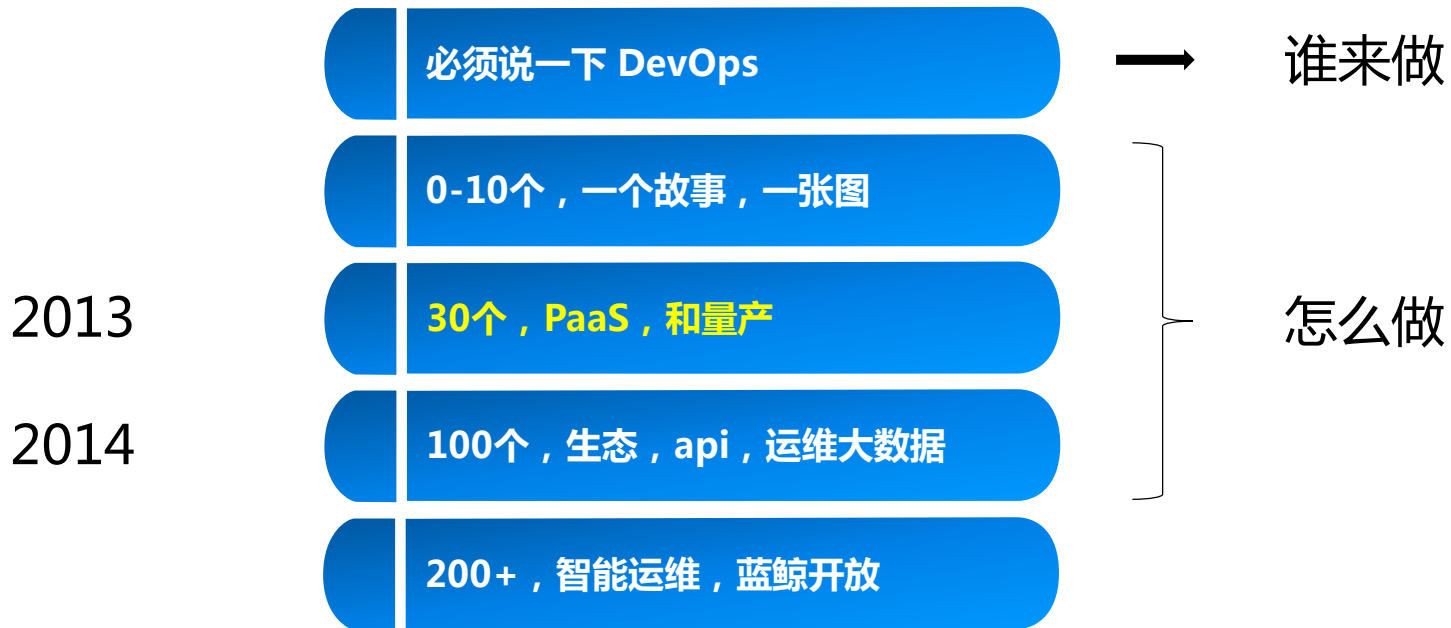 必须说一下 DevOps
谁来做
0-10个，一个故事，一张图
2013
30个，PaaS，和量产
怎么做
2014
100个，生态，api，运维大数据
200+，智能运维，蓝鲸开放